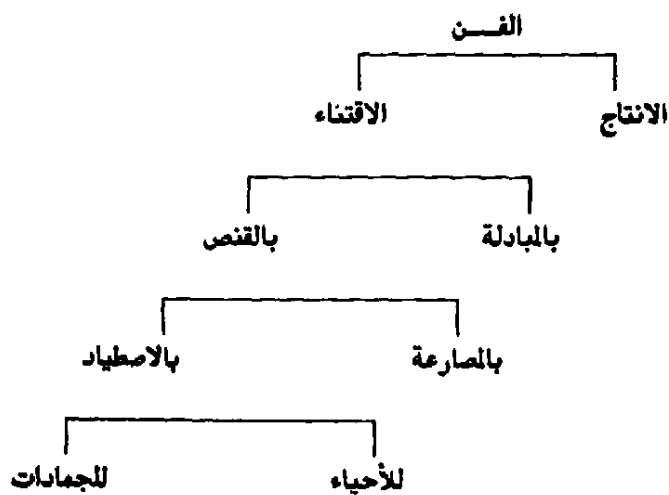 الفـــن
الانتاج الاقتناء
بالمبادلة بالقنص
بالمصارعة بالاصطياد
للأحياء للجمادات